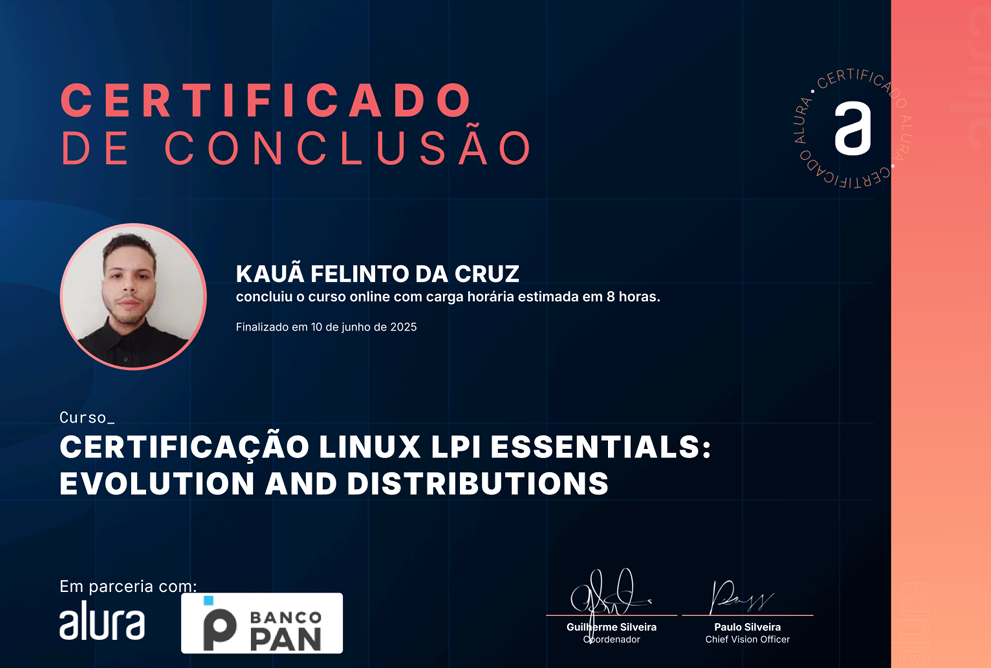 CERTIFICADO
DE CONCLUSÃO
CERTIFICADO ALURA • CERTIFICADO ALURA •
a
KAUÃ FELINTO DA CRUZ
concluiu o curso online com carga horária estimada em 8 horas.
Finalizado em 10 de junho de 2025
Curso_
CERTIFICAÇÃO LINUX LPI ESSENTIALS:
EVOLUTION AND DISTRIBUTIONS
Em parceria com:
alura
BANCO
PAN
Guilherme Silveira
Coordenador
Paulo Silveira
Chief Vision Officer